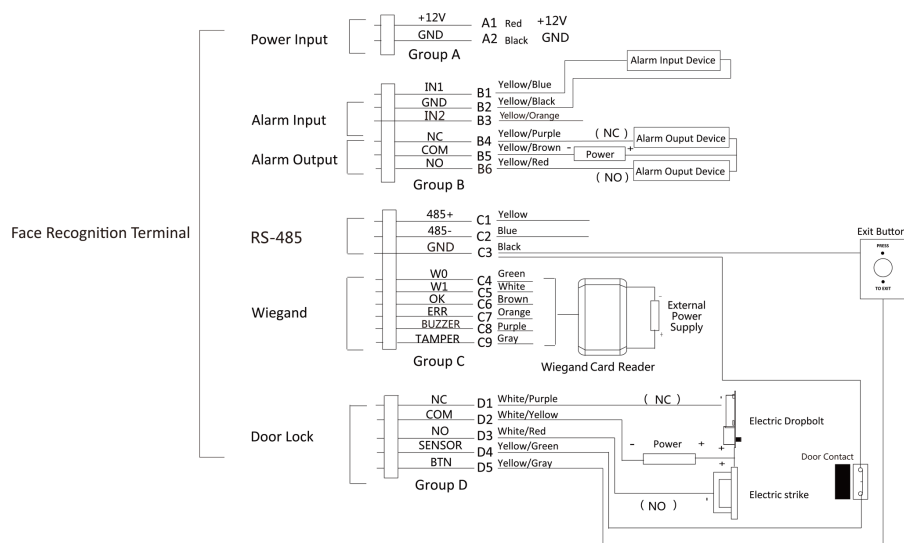 Face Recognition Terminal
Power Input
+12V A1 Red +12V
GND A2 Black GND
Group A
Alarm Input
Alarm Output
IN1 B1 Yellow/Blue
GND B2 Yellow/Black
IN2 B3 Yellow/Orange
NC B4 Yellow/Purple ( NC )
COM B5 Yellow/Brown - Power +
NO B6 Yellow/Red ( NO )
Group B
Alarm Input Device
Alarm Ouput Device
Alarm Ouput Device
RS-485
485+ C1 Yellow
485- C2 Blue
GND C3 Black
Wiegand
W0 C4 Green
W1 C5 White
OK C6 Brown
ERR C7 Orange
BUZZER C8 Purple
TAMPER C9 Gray
Group C
Wiegand Card Reader
-
External
Power
Supply
+
Exit Button
PRESS
TO EXIT
Door Lock
NC D1 White/Purple ( NC ) -
COM D2 White/Yellow - Power + +
NO D3 White/Red +
SENSOR D4 Yellow/Green
BTN D5 Yellow/Gray
Group D
( NO ) -
Electric Dropbolt
Electric strike
Door Contact